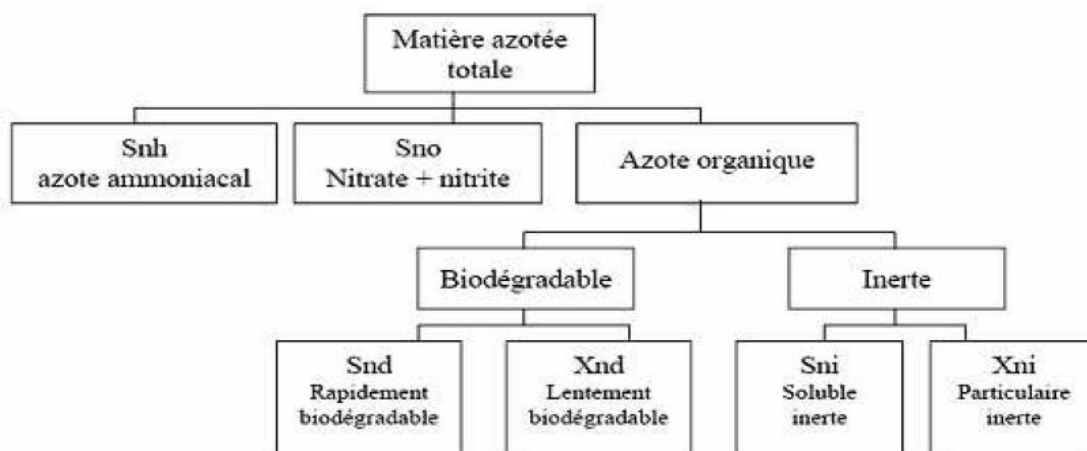 Matière azotée
totale
Snh
azote ammoniacal
Sno
Nitrate + nitrite
Azote organique
Biodégradable
Inerte
Snd
Rapidement
biodégradable
Xnd
Lentement
biodégradable
Sni
Soluble
inerte
Xni
Particulaire
inerte